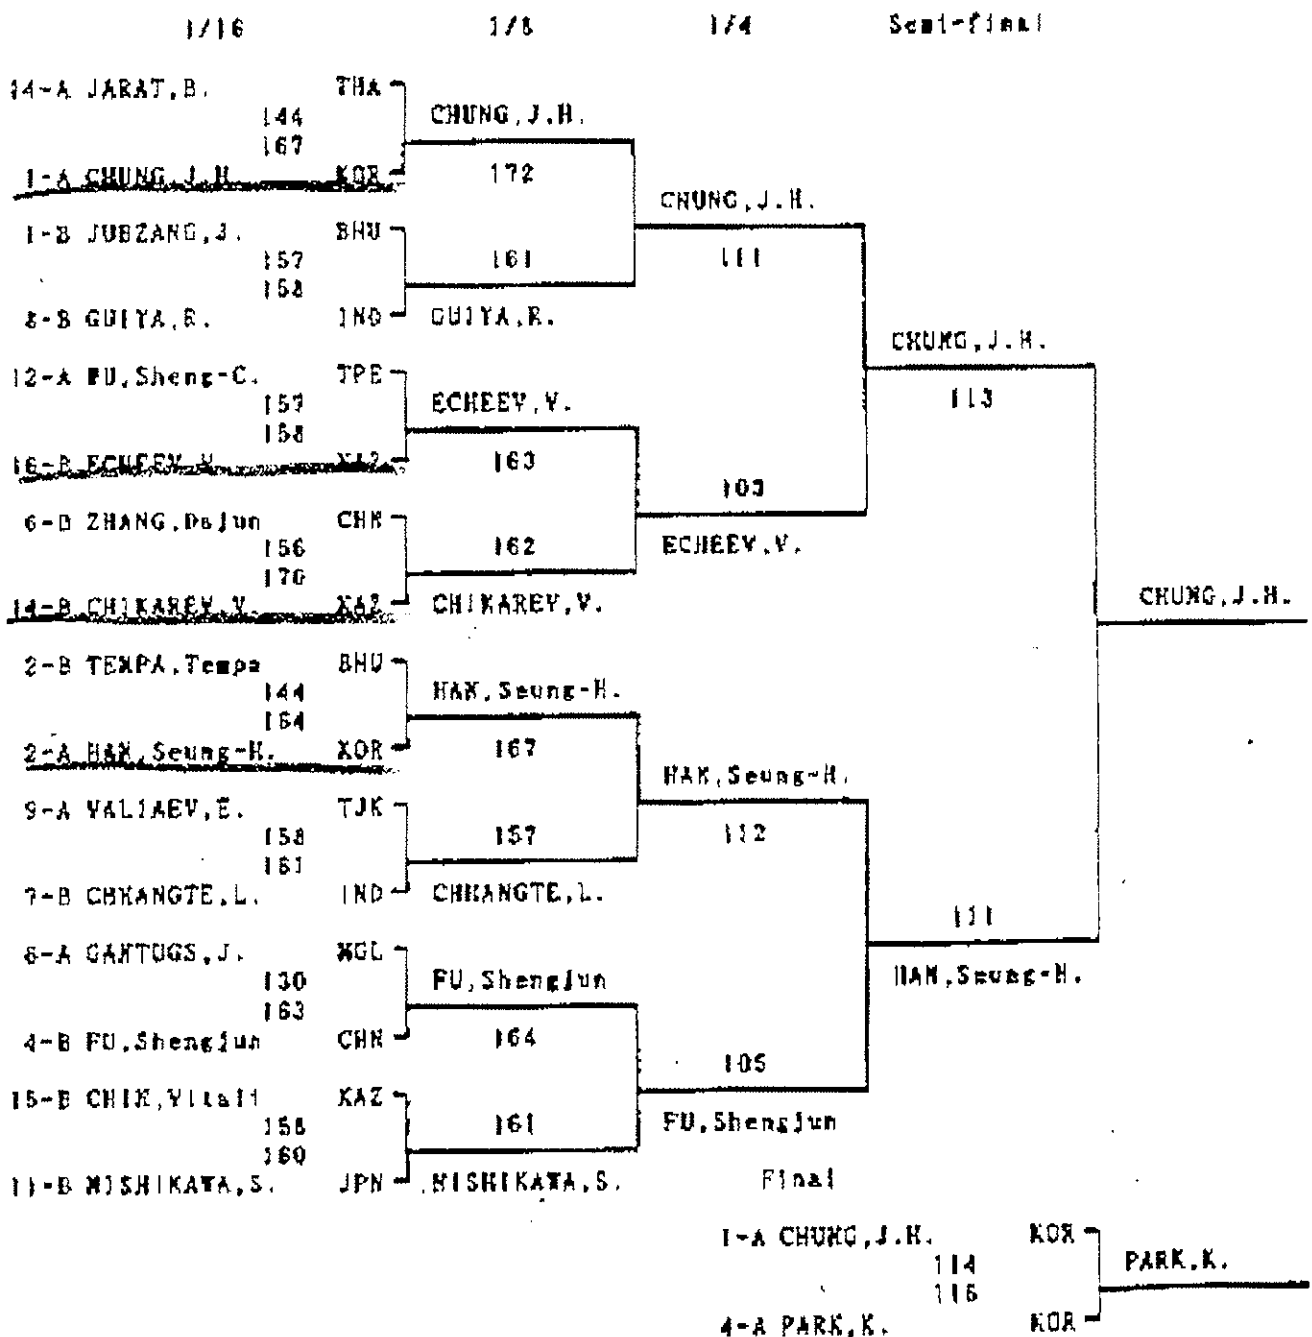 1/16 1/8 1/4 Semi-final
14-A JARAT,B. THA
144
167
1-A CHUNG,J.H. KOR
CHUNG,J.H.
172
1-B JUBZANG,J. BHU
157
158
8-B GUIYA,R. IND
161
GUIYA,R.
CHUNG,J.H.
111
12-A FU,Sheng-C. TPE
157
158
16-B ECHEEV,V. KAZ
ECHEEV,V.
163
6-B ZHANG,Dajun CHN
156
170
14-B CHIKAREV,V. KAZ
162
CHIKAREV,V.
103
ECHEEV,V.
CHUNG,J.H.
113
2-B TEMPA,Tempa BHU
144
164
2-A HAN,Seung-H. KOR
HAN,Seung-H.
167
9-A VALIAEV,E. TJK
158
161
7-B CHHANGTE,L. IND
157
CHHANGTE,L.
HAN,Seung-H.
112
6-A GANTUGS,J. MGL
130
163
4-B FU,Shengjun CHN
FU,Shengjun
164
15-B CHIK,Vitali KAZ
158
160
11-B NISHIKAWA,S. JPN
161
NISHIKAWA,S.
105
FU,Shengjun
111
HAN,Seung-H.
CHUNG,J.H.
Final
1-A CHUNG,J.H. KOR
114
116
4-A PARK,K. KOR
PARK,K.